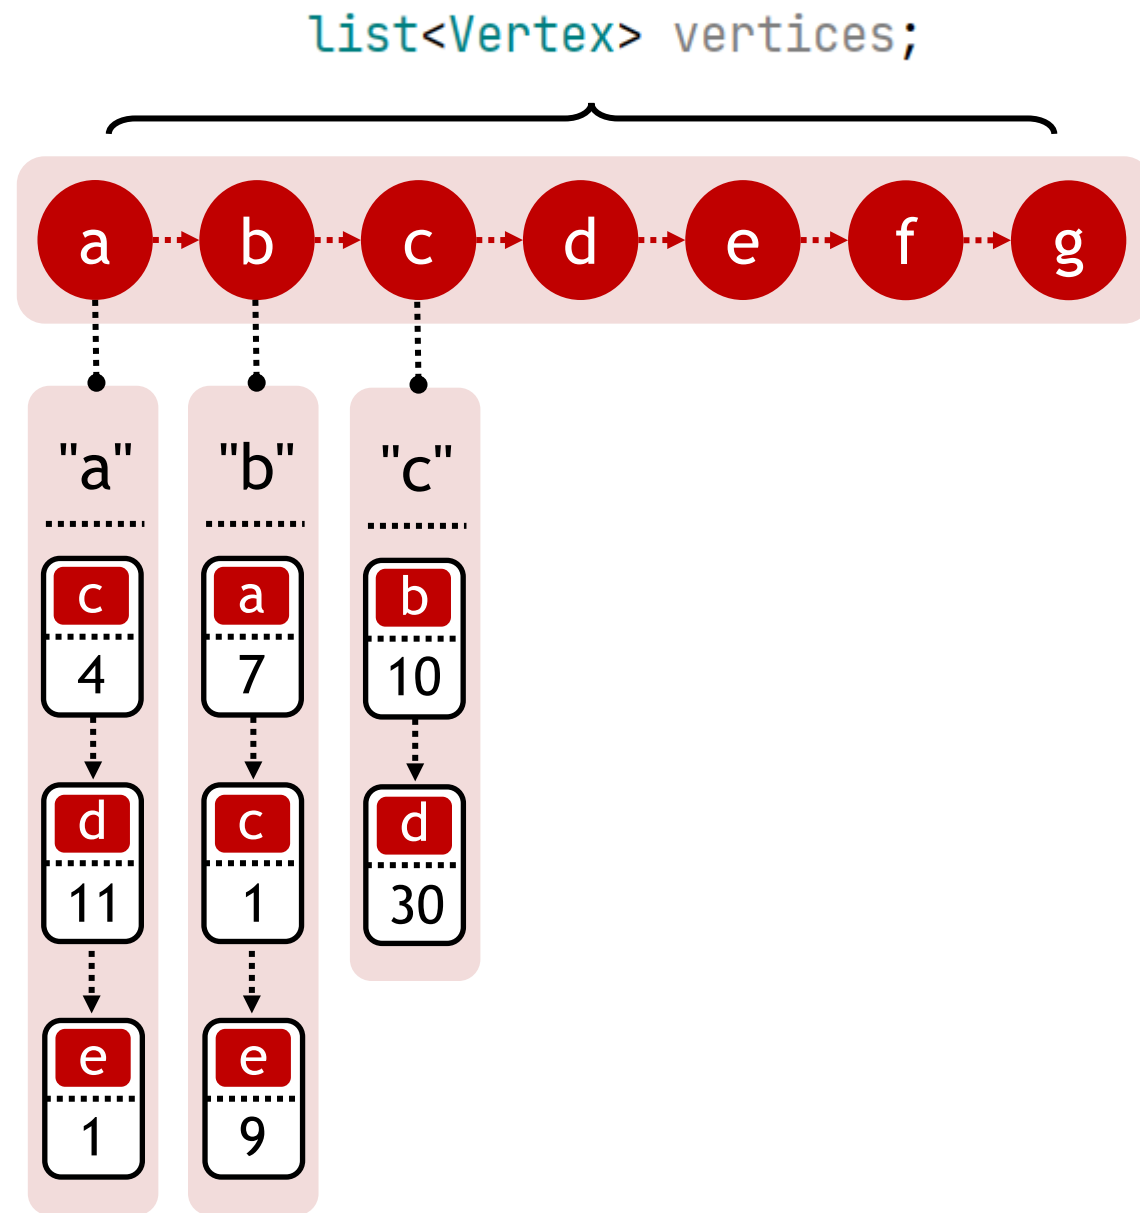 list<Vertex> vertices;
a b c d e f g
"a" "b" "c"
c a b
4 7 10
d c d
11 1 30
e e
1 9